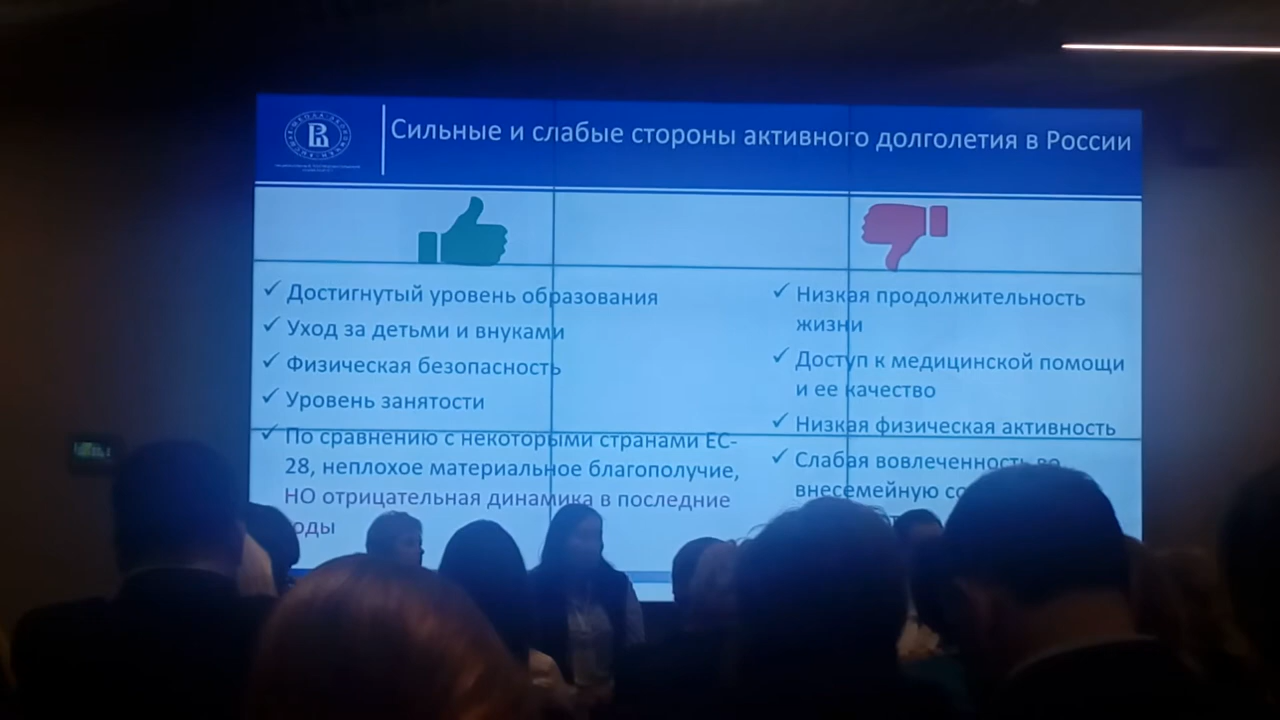 Сильные и слабые стороны активного долголетия в России
Достигнутый уровень образования
Уход за детьми и внуками
Физическая безопасность
Уровень занятости
По сравнению с некоторыми странами ЕС-
28, неплохое материальное благополучие,
НО отрицательная динамика в последние
оды
Низкая продолжительность
жизни
Доступ к медицинской помощи
и ее качество
Низкая физическая активность
Слабая вовлеченность во
внесемейную со